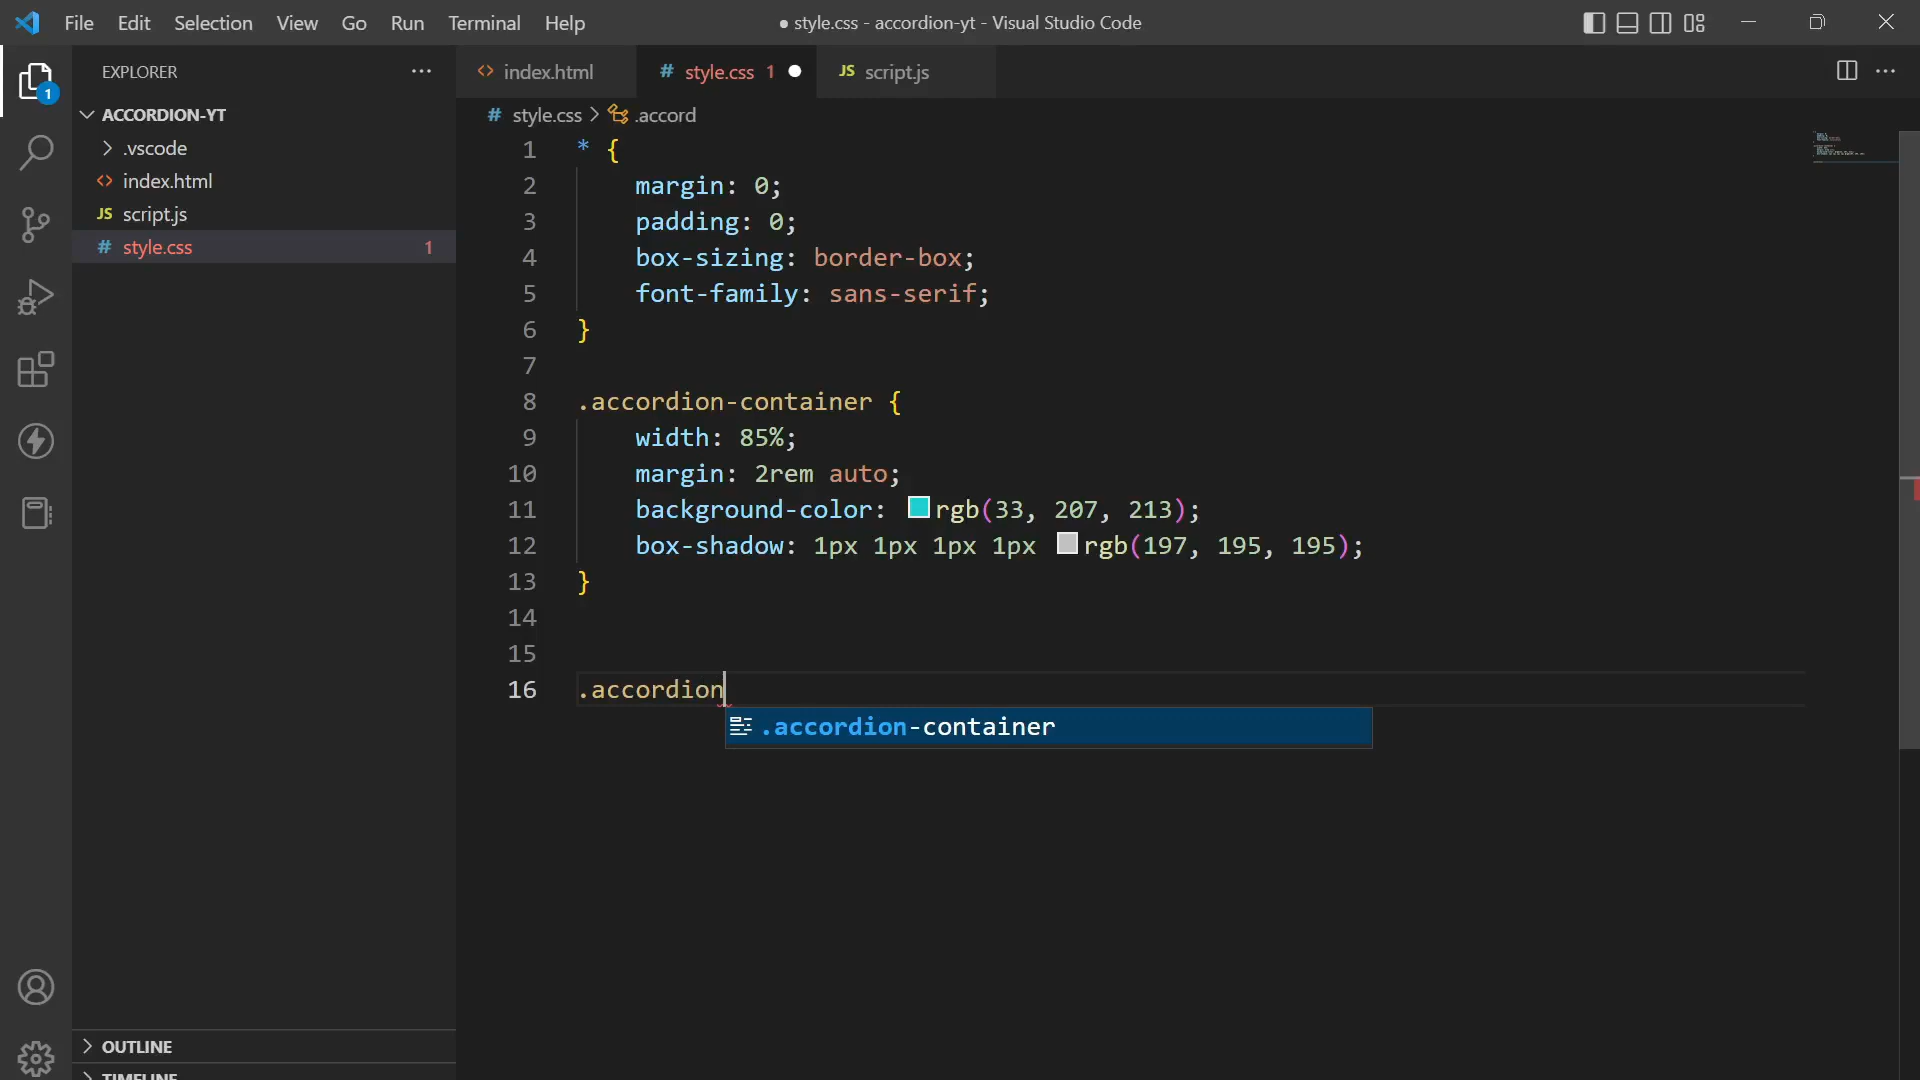 File Edit Selection View Go Run Terminal Help
● style.css - accordion-yt - Visual Studio Code
1
EXPLORER
ACCORDION-YT
.vscode
<> index.html
JS script.js
# style.css 1
OUTLINE
TIMELINE
<> index.html
# style.css 1
JS script.js
# style.css > .accord
1 * {
2 margin: 0;
3 padding: 0;
4 box-sizing: border-box;
5 font-family: sans-serif;
6 }
7
8 .accordion-container {
9 width: 85%;
10 margin: 2rem auto;
11 background-color: rgb(33, 207, 213);
12 box-shadow: 1px 1px 1px 1px rgb(197, 195, 195);
13 }
14
15
16 .accordion
.accordion-container